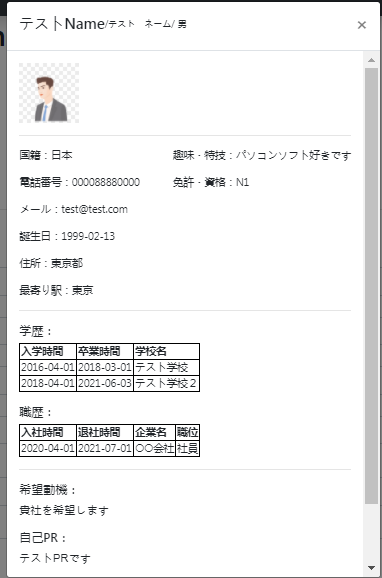 テストName/テスト　ネーム/ 男
×
国籍：日本
趣味・特技：パソコンソフト好きです
電話番号：000088880000
免許・資格：N1
メール：test@test.com
誕生日：1999-02-13
住所：東京都
最寄り駅：東京
学歴：
入学時間 卒業時間 学校名
2016-04-01 2018-03-01 テスト学校
2018-04-01 2021-06-03 テスト学校２
職歴：
入社時間 退社時間 企業名 職位
2020-04-01 2021-07-01 〇〇会社 社員
希望動機：
貴社を希望します
自己PR：
テストPRです